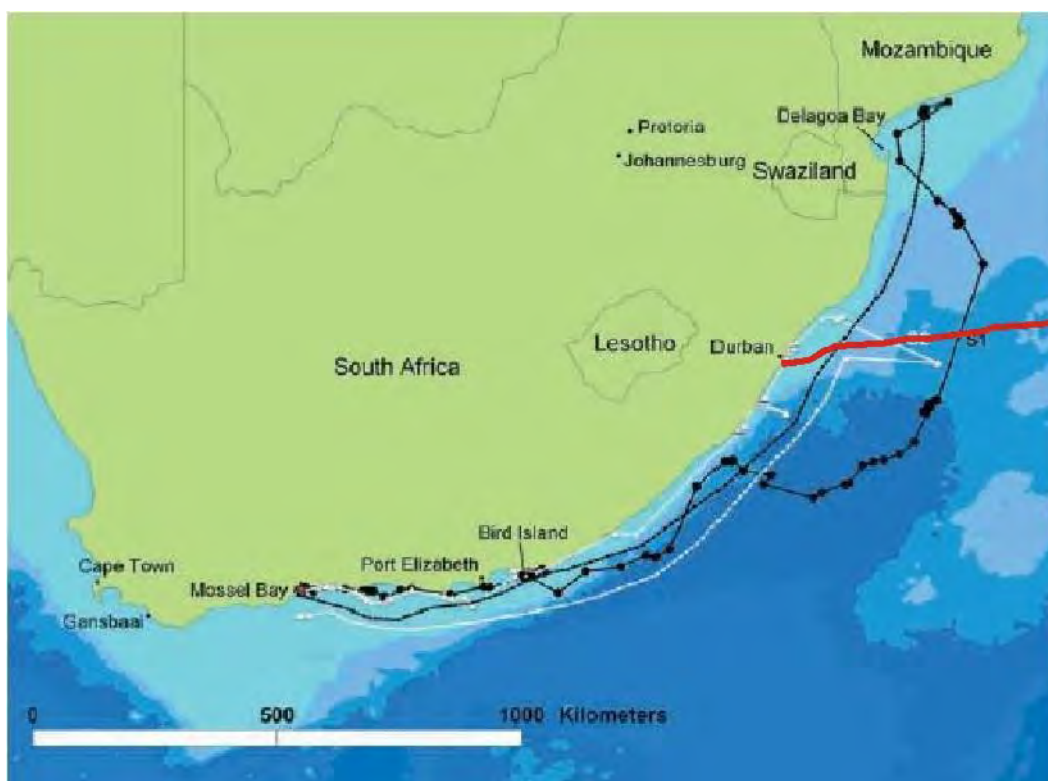 Mozambique
Delagoa Bay
Pretoria
Johannesburg
Swaziland
Lesotho
Durban
S1
South Africa
Bird Island
Port Elizabeth
Cape Town
Mossel Bay
Gansbaai
0 500 1000 Kilometers